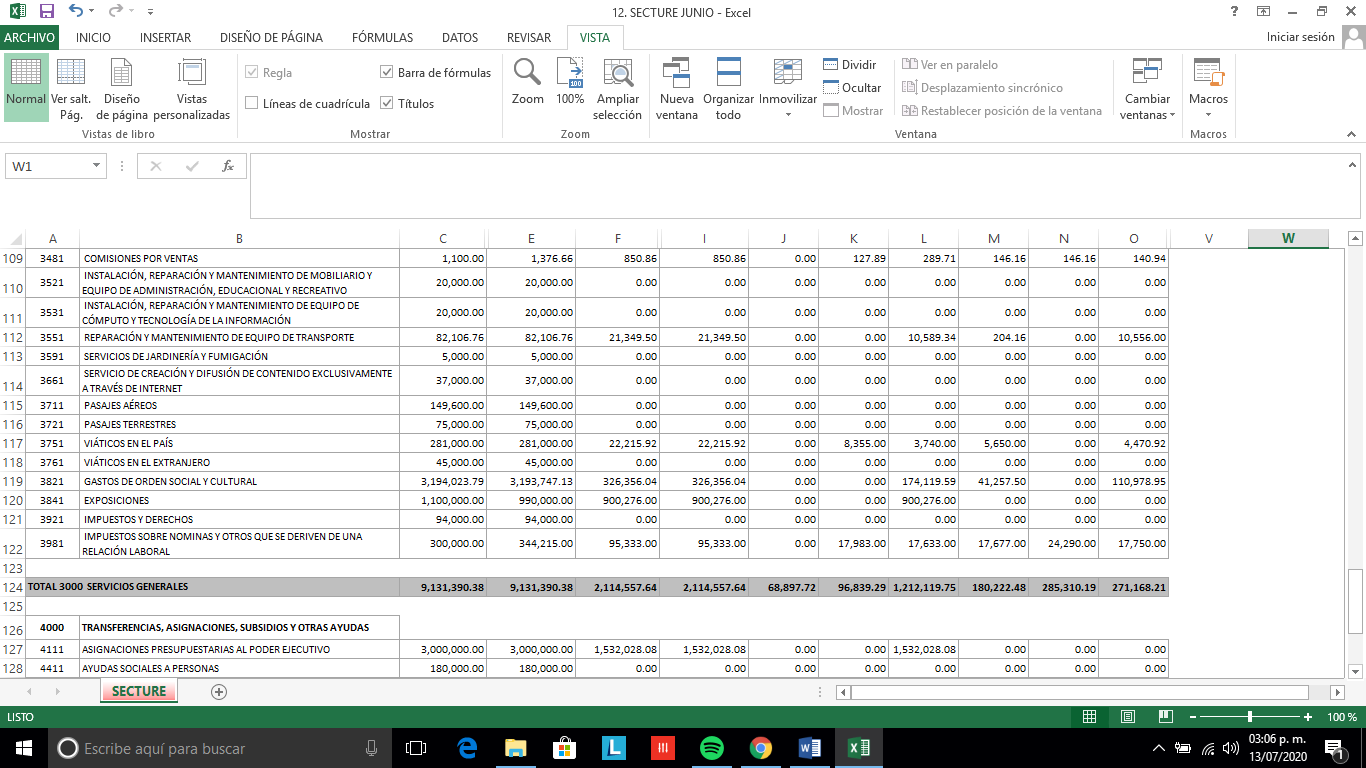 12. SECTURE JUNIO - Excel
ARCHIVO INICIO INSERTAR DISEÑO DE PÁGINA FÓRMULAS DATOS REVISAR VISTA Iniciar sesión
Regla Barra de fórmulas Dividir Ver en paralelo
Ocultar Desplazamiento sincrónico
Normal Ver salt. Diseño Vistas Líneas de cuadrícula Títulos Zoom 100% Ampliar Nueva Organizar Inmovilizar Mostrar Restablecer posición de la ventana Cambiar Macros
Pág. de página personalizadas selección ventana todo ventanas
Vistas de libro Mostrar Zoom Ventana Macros
W1 fx
A B C E F I J K L M N O V W
109 3481 COMISIONES POR VENTAS 1,100.00 1,376.66 850.86 850.86 0.00 127.89 289.71 146.16 146.16 140.94
110 3521 INSTALACIÓN, REPARACIÓN Y MANTENIMIENTO DE MOBILIARIO Y
EQUIPO DE ADMINISTRACIÓN, EDUCACIONAL Y RECREATIVO 20,000.00 20,000.00 0.00 0.00 0.00 0.00 0.00 0.00 0.00 0.00
111 3531 INSTALACIÓN, REPARACIÓN Y MANTENIMIENTO DE EQUIPO DE
CÓMPUTO Y TECNOLOGÍA DE LA INFORMACIÓN 20,000.00 20,000.00 0.00 0.00 0.00 0.00 0.00 0.00 0.00 0.00
112 3551 REPARACIÓN Y MANTENIMIENTO DE EQUIPO DE TRANSPORTE 82,106.76 82,106.76 21,349.50 21,349.50 0.00 0.00 10,589.34 204.16 0.00 10,556.00
113 3591 SERVICIOS DE JARDINERÍA Y FUMIGACIÓN 5,000.00 5,000.00 0.00 0.00 0.00 0.00 0.00 0.00 0.00 0.00
114 3661 SERVICIO DE CREACIÓN Y DIFUSIÓN DE CONTENIDO EXCLUSIVAMENTE
A TRAVÉS DE INTERNET 37,000.00 37,000.00 0.00 0.00 0.00 0.00 0.00 0.00 0.00 0.00
115 3711 PASAJES AÉREOS 149,600.00 149,600.00 0.00 0.00 0.00 0.00 0.00 0.00 0.00 0.00
116 3721 PASAJES TERRESTRES 75,000.00 75,000.00 0.00 0.00 0.00 0.00 0.00 0.00 0.00 0.00
117 3751 VIÁTICOS EN EL PAÍS 281,000.00 281,000.00 22,215.92 22,215.92 0.00 8,355.00 3,740.00 5,650.00 0.00 4,470.92
118 3761 VIÁTICOS EN EL EXTRANJERO 45,000.00 45,000.00 0.00 0.00 0.00 0.00 0.00 0.00 0.00 0.00
119 3821 GASTOS DE ORDEN SOCIAL Y CULTURAL 3,194,023.79 3,193,747.13 326,356.04 326,356.04 0.00 0.00 174,119.59 41,257.50 0.00 110,978.95
120 3841 EXPOSICIONES 1,100,000.00 990,000.00 900,276.00 900,276.00 0.00 0.00 900,276.00 0.00 0.00 0.00
121 3921 IMPUESTOS Y DERECHOS 94,000.00 94,000.00 0.00 0.00 0.00 0.00 0.00 0.00 0.00 0.00
122 3981 IMPUESTOS SOBRE NOMINAS Y OTROS QUE SE DERIVEN DE UNA
RELACIÓN LABORAL 300,000.00 344,215.00 95,333.00 95,333.00 0.00 17,983.00 17,633.00 17,677.00 24,290.00 17,750.00
123
124 TOTAL 3000 SERVICIOS GENERALES 9,131,390.38 9,131,390.38 2,114,557.64 2,114,557.64 68,897.72 96,839.29 1,212,119.75 180,222.48 285,310.19 271,168.21
125
126 4000 TRANSFERENCIAS, ASIGNACIONES, SUBSIDIOS Y OTRAS AYUDAS
127 4111 ASIGNACIONES PRESUPUESTARIAS AL PODER EJECUTIVO 3,000,000.00 3,000,000.00 1,532,028.08 1,532,028.08 0.00 0.00 1,532,028.08 0.00 0.00 0.00
128 4411 AYUDAS SOCIALES A PERSONAS 180,000.00 180,000.00 0.00 0.00 0.00 0.00 0.00 0.00 0.00 0.00
SECTURE
LISTO 100 %
Escribe aquí para buscar 03:06 p. m.
13/07/2020 1